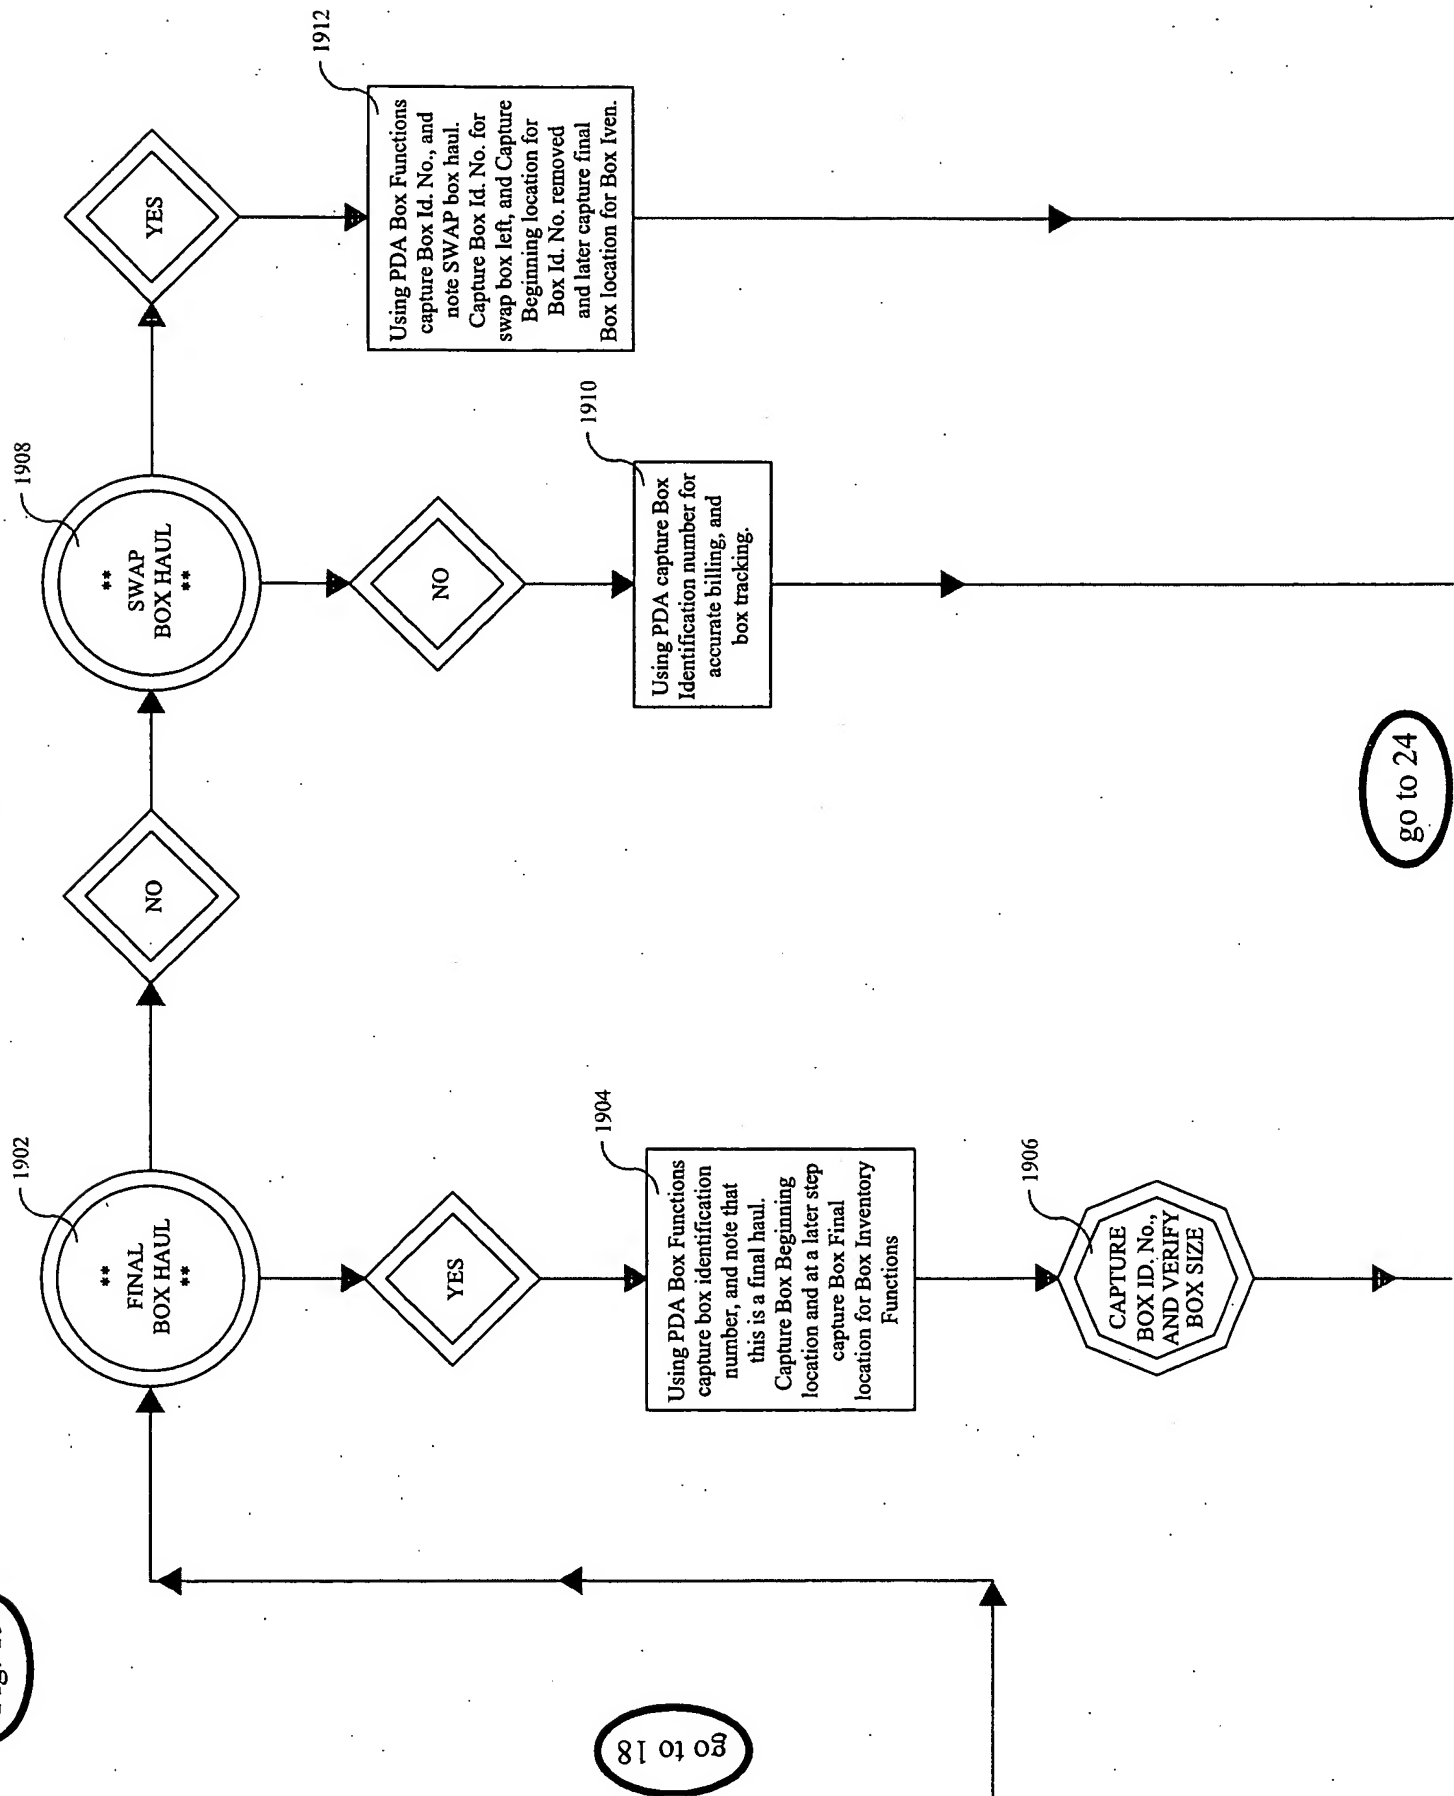 1902
**
FINAL
BOX HAUL
**
YES
1904
Using PDA Box Functions
capture box identification
number, and note that
this is a final haul.
Capture Box Beginning
location and at a later step
capture Box Final
location for Box Inventory
Functions
1906
CAPTURE
BOX ID. No.,
AND VERIFY
BOX SIZE
NO
1908
**
SWAP
BOX HAUL
**
NO
1910
Using PDA capture Box
Identification number for
accurate billing, and
box tracking.
YES
1912
Using PDA Box Functions
capture Box Id. No., and
note SWAP box haul.
Capture Box Id. No. for
swap box left, and Capture
Beginning location for
Box Id. No. removed
and later capture final
Box location for Box Iven.
go to 18
go to 24